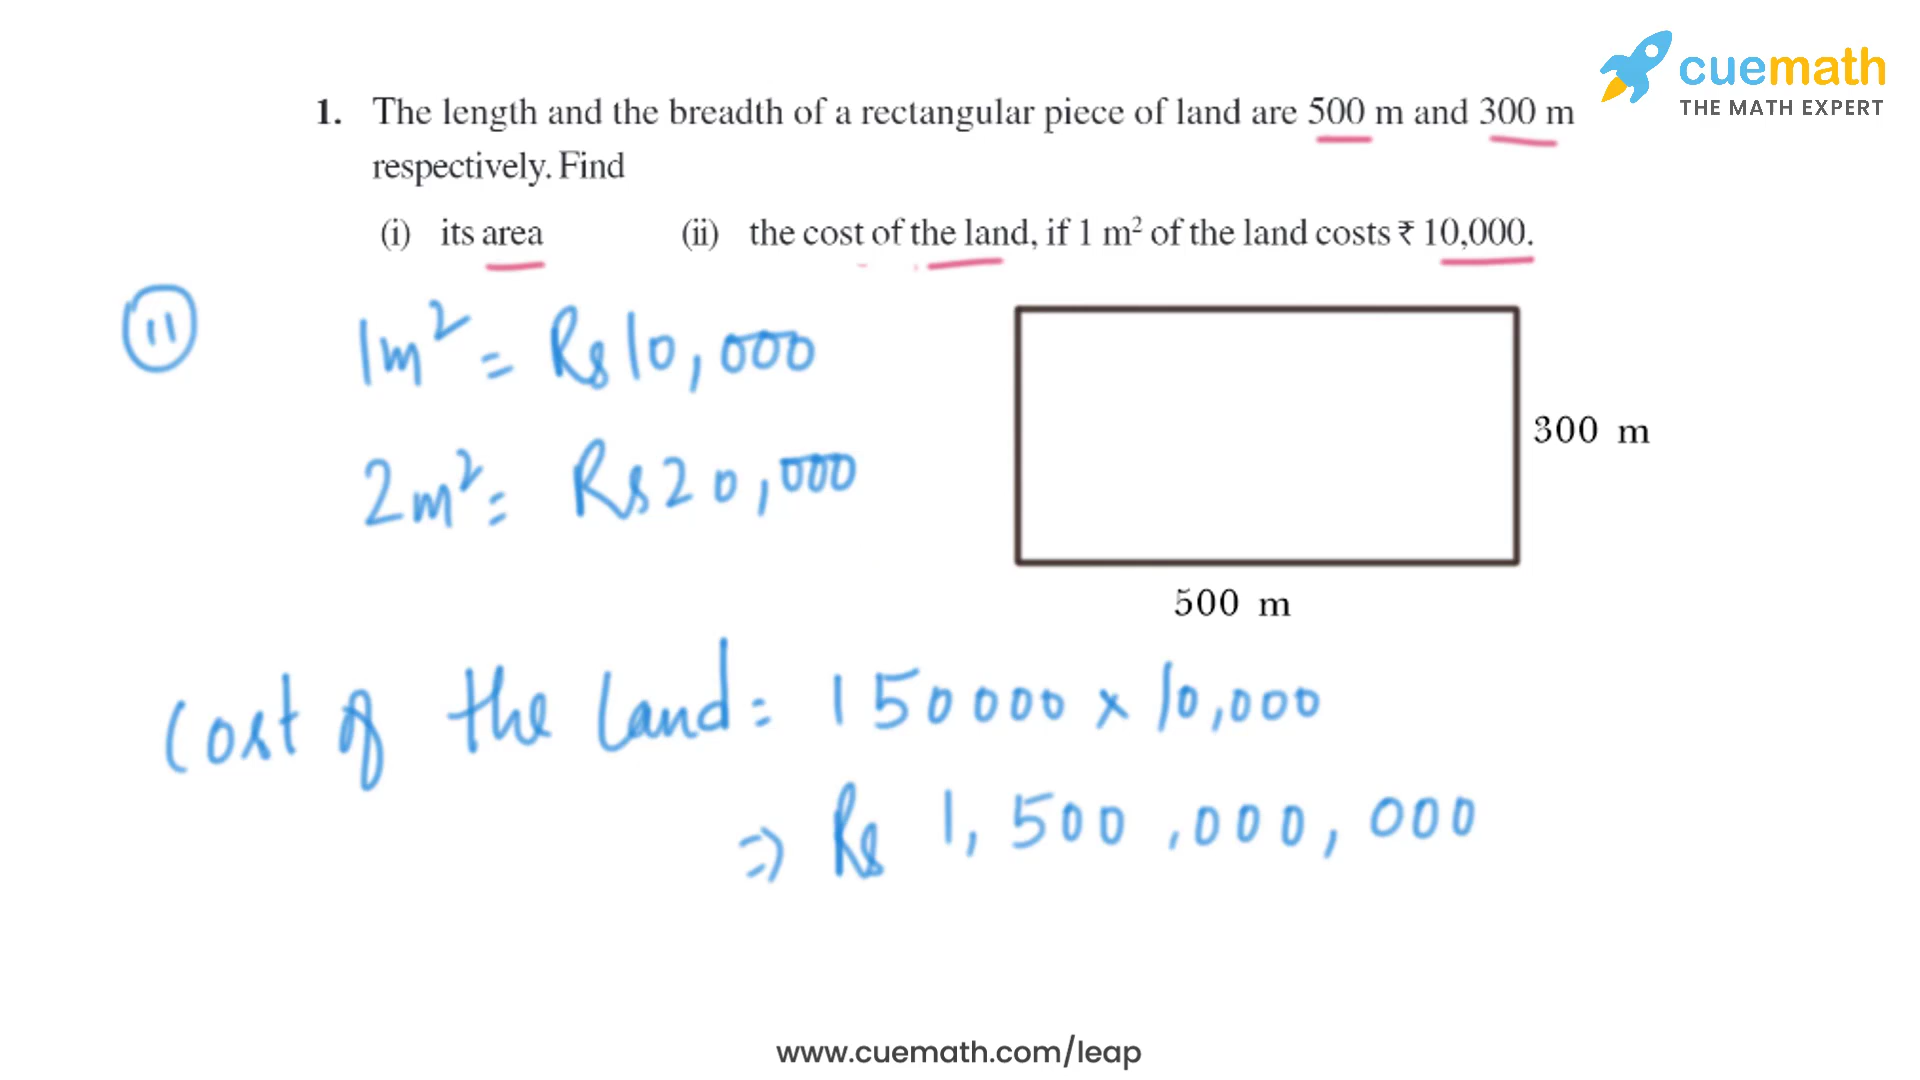 cuemath
THE MATH EXPERT
1. The length and the breadth of a rectangular piece of land are 500 m and 300 m
respectively. Find
(i) its area (ii) the cost of the land, if 1 m² of the land costs ₹ 10,000.
(ii) 1m² = Rs 10,000
2m² = Rs 20,000
300 m
500 m
Cost of the land = 150000 × 10,000
⇒ Rs 1,500,000,000
www.cuemath.com/leap